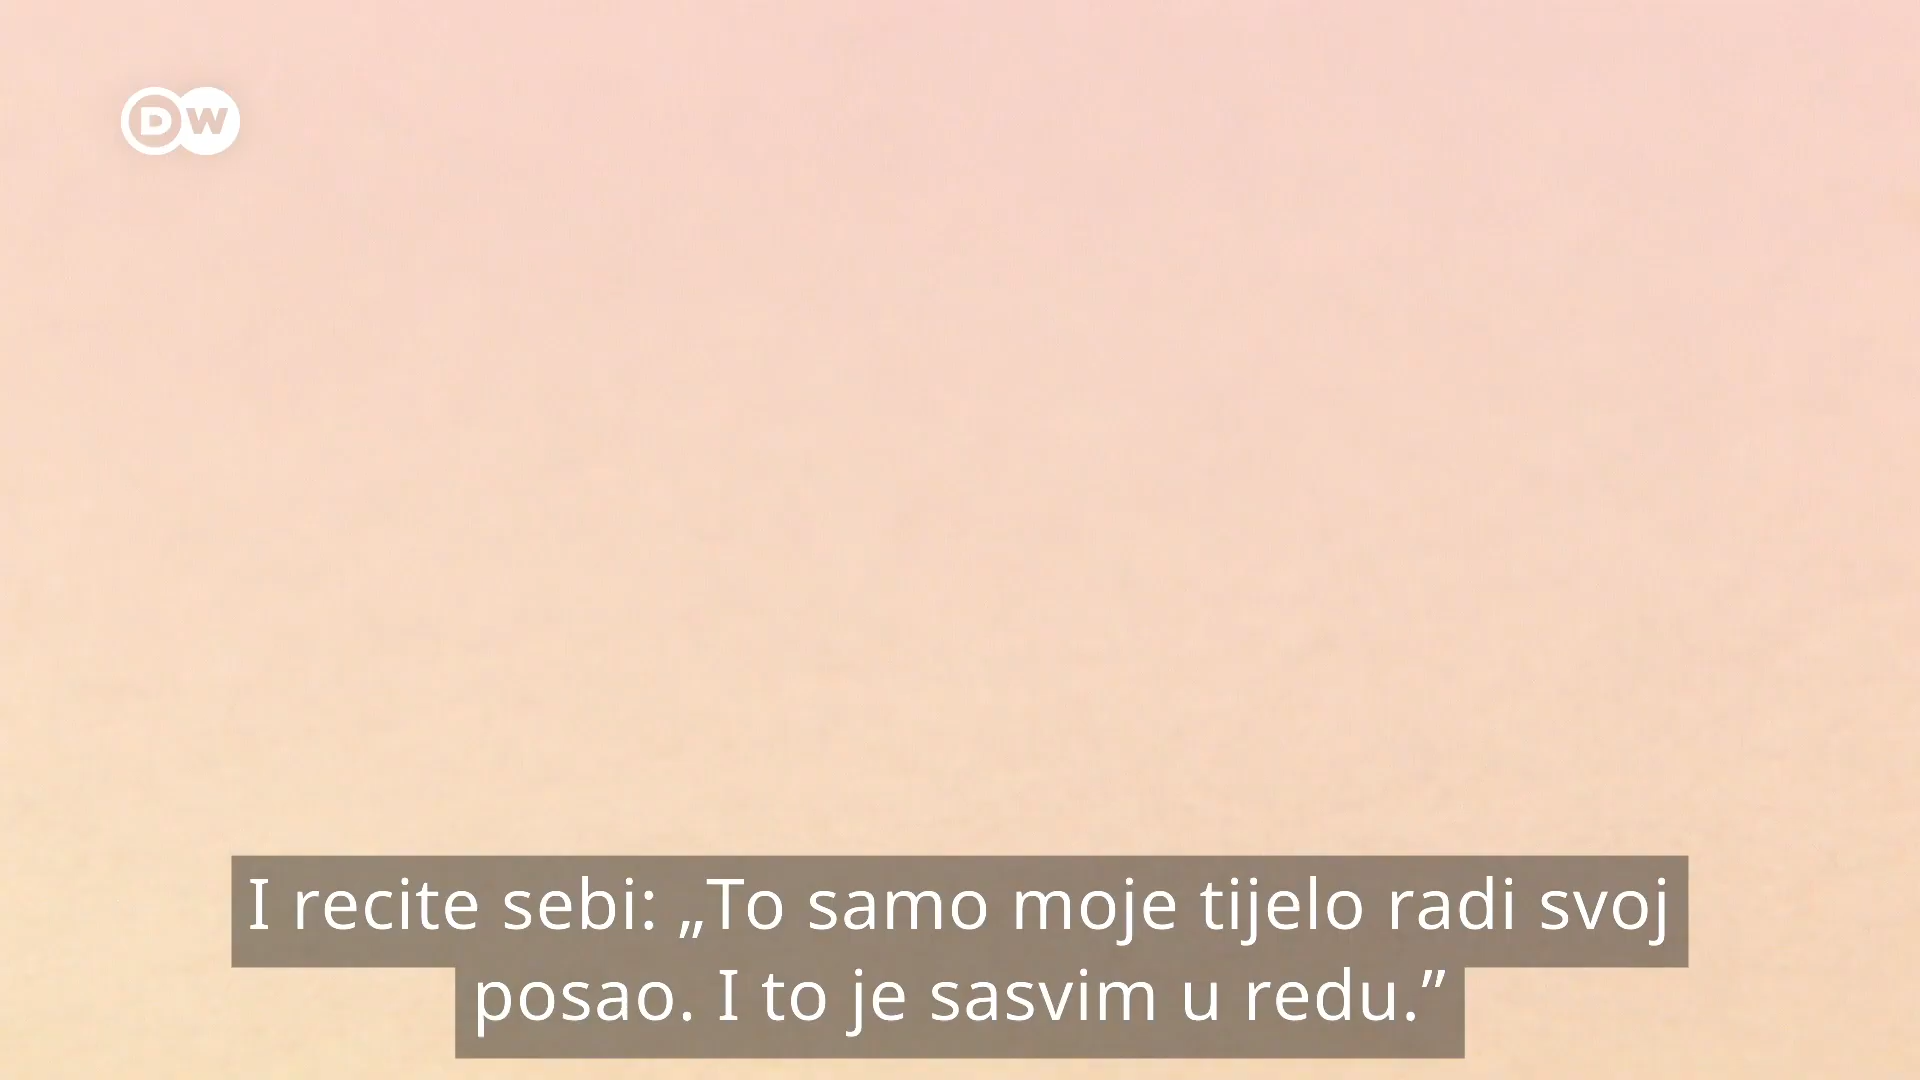 DW
I recite sebi: „To samo moje tijelo radi svoj
posao. I to je sasvim u redu.”